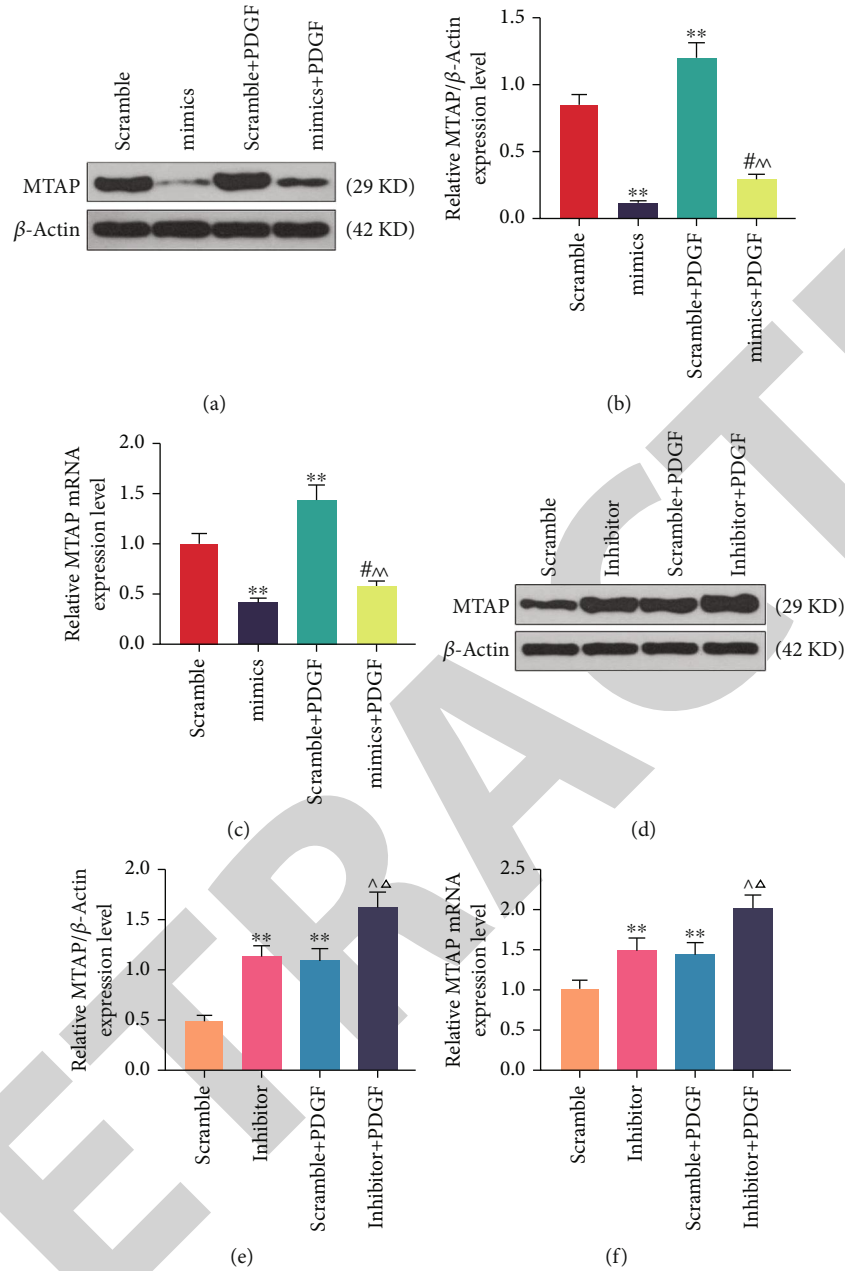 Scramble
mimics
Scramble+PDGF
mimics+PDGF
MTAP
(29 KD)
β-Actin
(42 KD)
(a)
Relative MTAP/β-Actin
expression level
1.5
1.0
0.5
0.0
**
**
#^^
Scramble
mimics
Scramble+PDGF
mimics+PDGF
(b)
Relative MTAP mRNA
expression level
2.0
1.5
1.0
0.5
0.0
**
**
#^^
Scramble
mimics
Scramble+PDGF
mimics+PDGF
(c)
Scramble
Inhibitor
Scramble+PDGF
Inhibitor+PDGF
MTAP
(29 KD)
β-Actin
(42 KD)
(d)
Relative MTAP/β-Actin
expression level
2.0
1.5
1.0
0.5
0.0
**
**
^Δ
Scramble
Inhibitor
Scramble+PDGF
Inhibitor+PDGF
(e)
Relative MTAP mRNA
expression level
2.5
2.0
1.5
1.0
0.5
0.0
**
**
^Δ
Scramble
Inhibitor
Scramble+PDGF
Inhibitor+PDGF
(f)
ETRACT